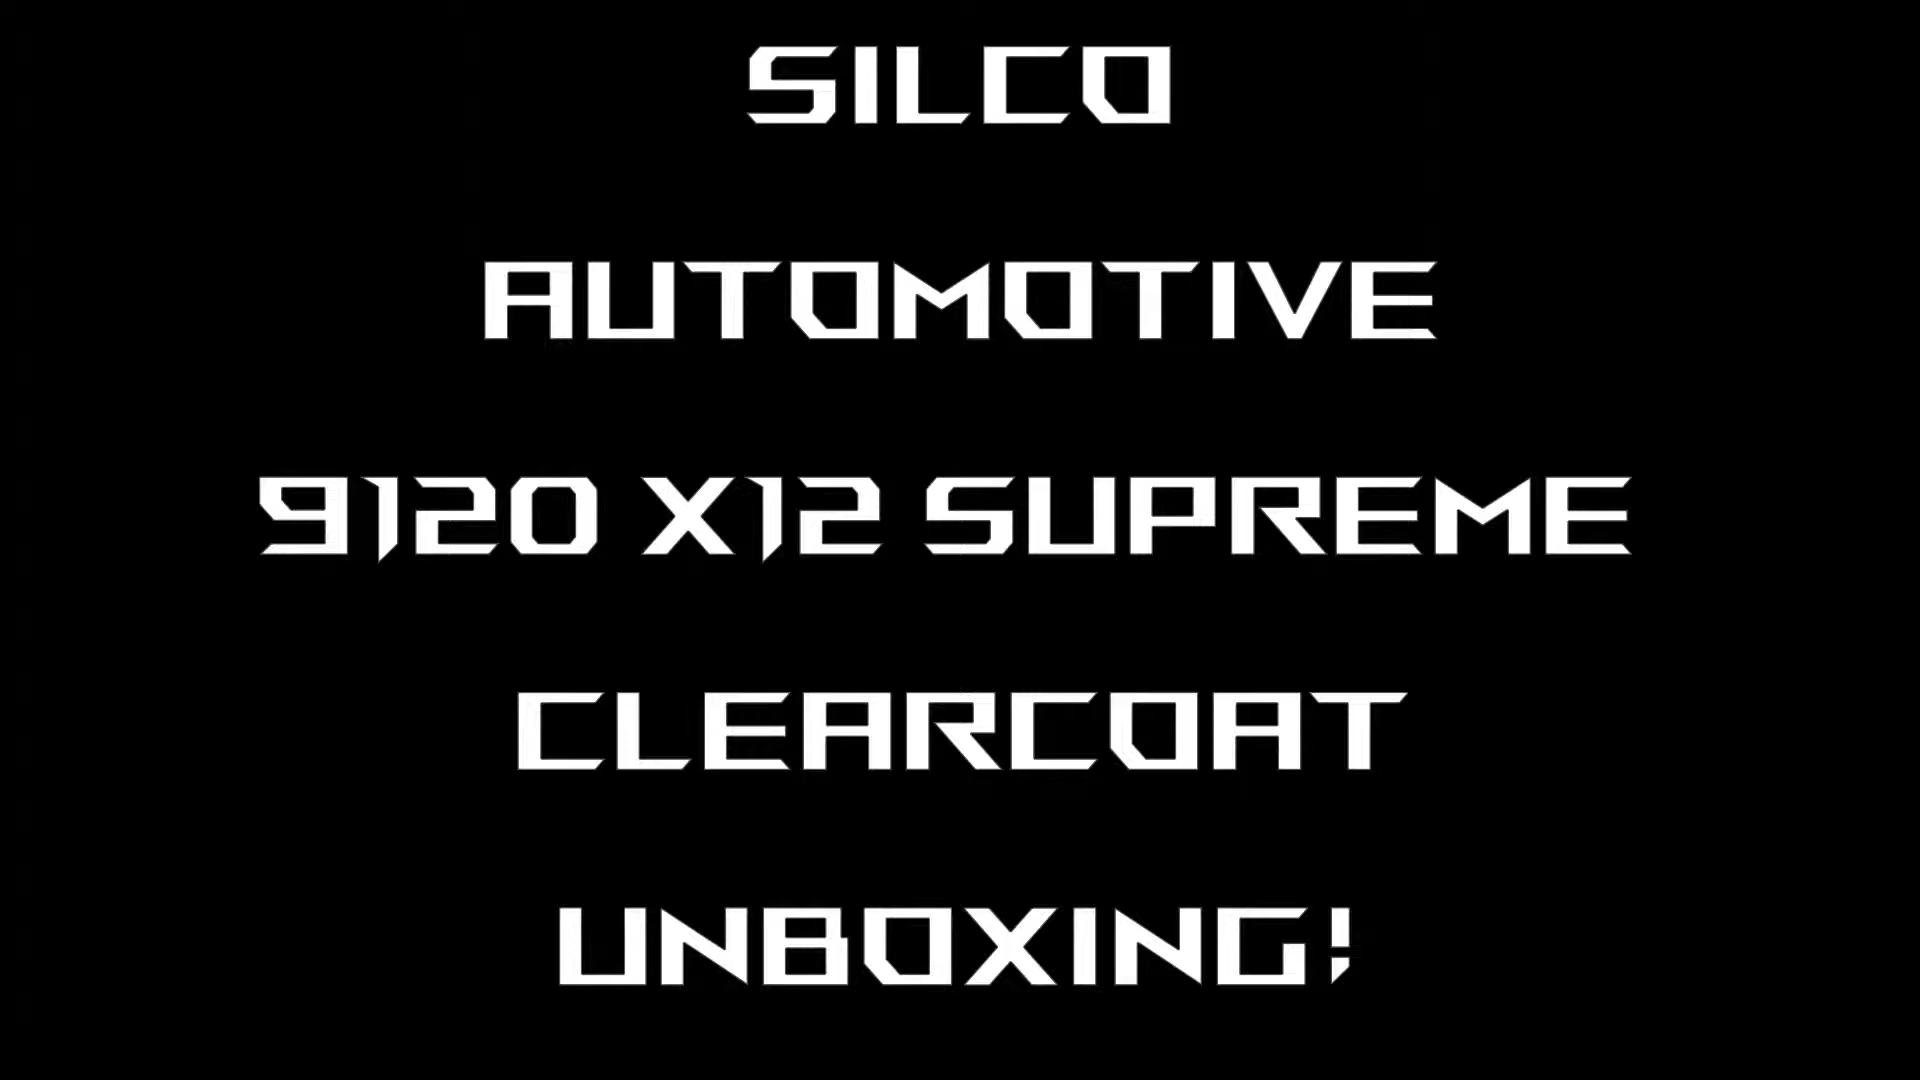 SILCO
AUTOMOTIVE
9120 X12 SUPREME
CLEARCOAT
UNBOXING!